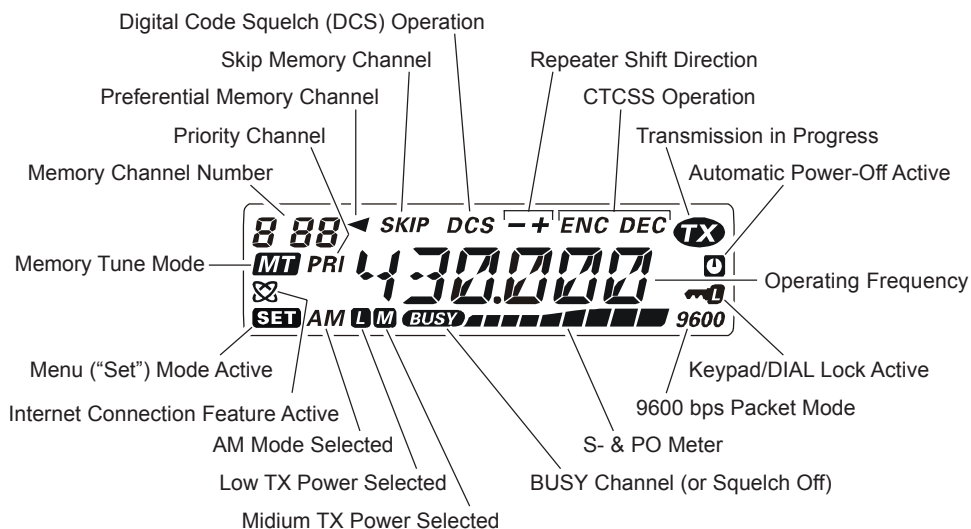 Digital Code Squelch (DCS) Operation
Skip Memory Channel
Repeater Shift Direction
Preferential Memory Channel
CTCSS Operation
Priority Channel
Transmission in Progress
Memory Channel Number
Automatic Power-Off Active
8 88 SKIP DCS − + ENC DEC TX
Memory Tune Mode
MT PRI 430.000
Operating Frequency
L
SET AM L M BUSY 9600
Menu (“Set”) Mode Active
Keypad/DIAL Lock Active
Internet Connection Feature Active
9600 bps Packet Mode
AM Mode Selected
S- & PO Meter
Low TX Power Selected
BUSY Channel (or Squelch Off)
Midium TX Power Selected